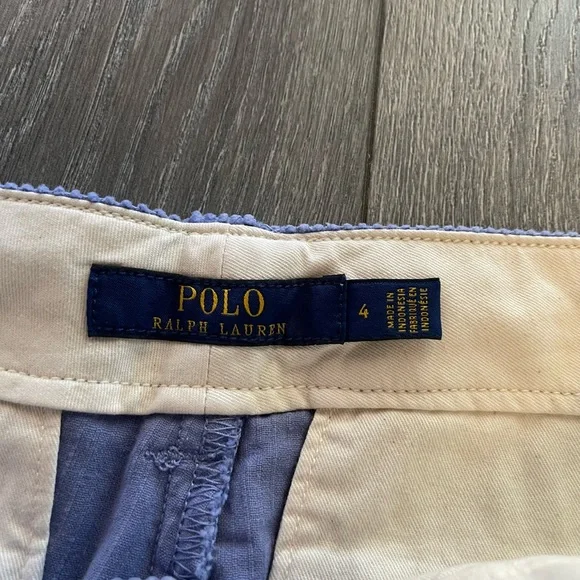 POLO
RALPH LAUREN
4
MADE IN
INDONESIA
FABRIQUÉ EN
INDONÉSIE